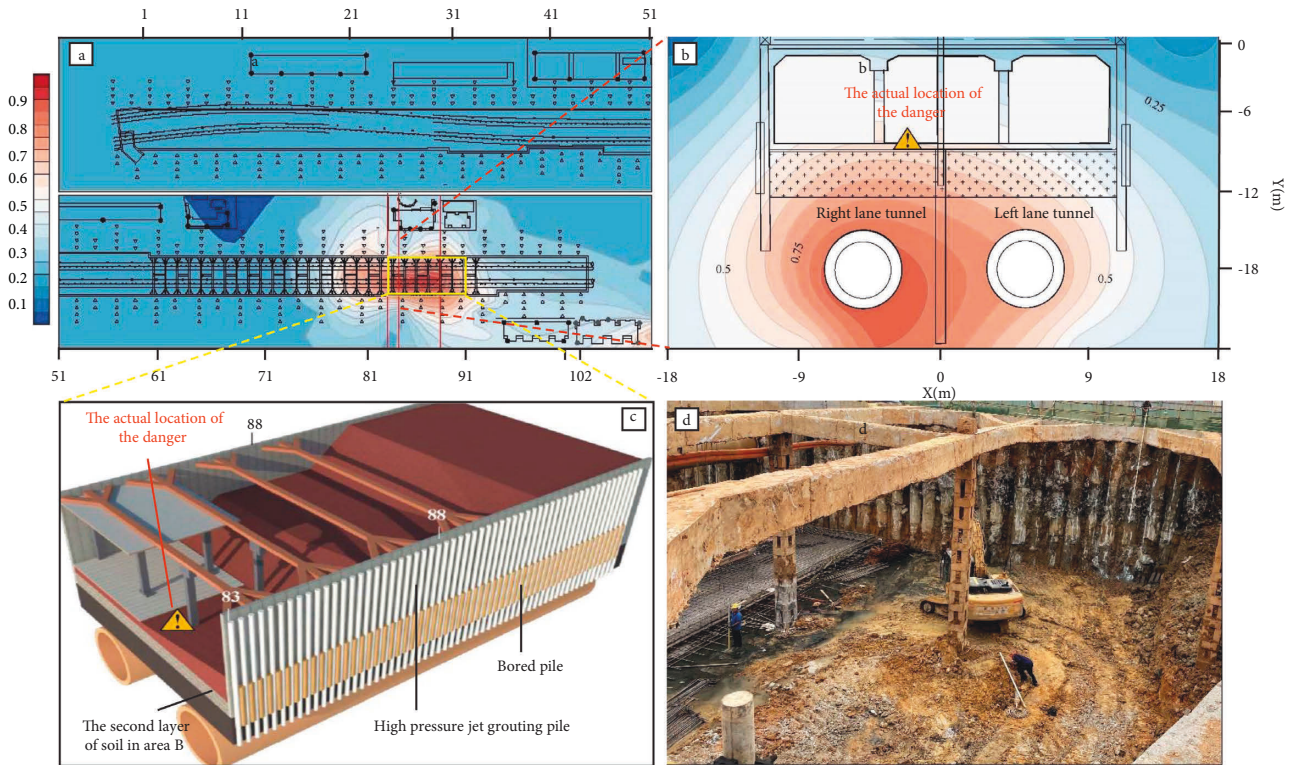 1
11
21
31
41
51
a
a
0.9
0.8
0.7
0.6
0.5
0.4
0.3
0.2
0.1
51
61
71
81
91
102
b
b
The actual location of
the danger
0.25
Right lane tunnel
Left lane tunnel
0.75
0.5
0.5
0
-6
-12
-18
Y(m)
-18
-9
0
9
18
X(m)
c
The actual location of
the danger
88
88
83
Bored pile
High pressure jet grouting pile
The second layer
of soil in area B
d
d